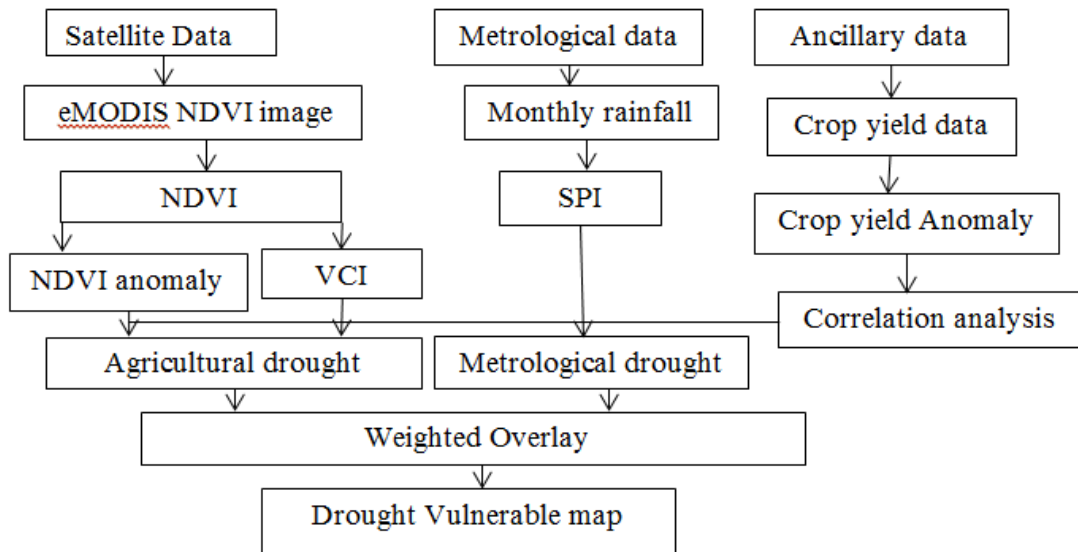 Satellite Data
Metrological data
Ancillary data
eMODIS NDVI image
Monthly rainfall
Crop yield data
NDVI
SPI
Crop yield Anomaly
NDVI anomaly
VCI
Correlation analysis
Agricultural drought
Metrological drought
Weighted Overlay
Drought Vulnerable map